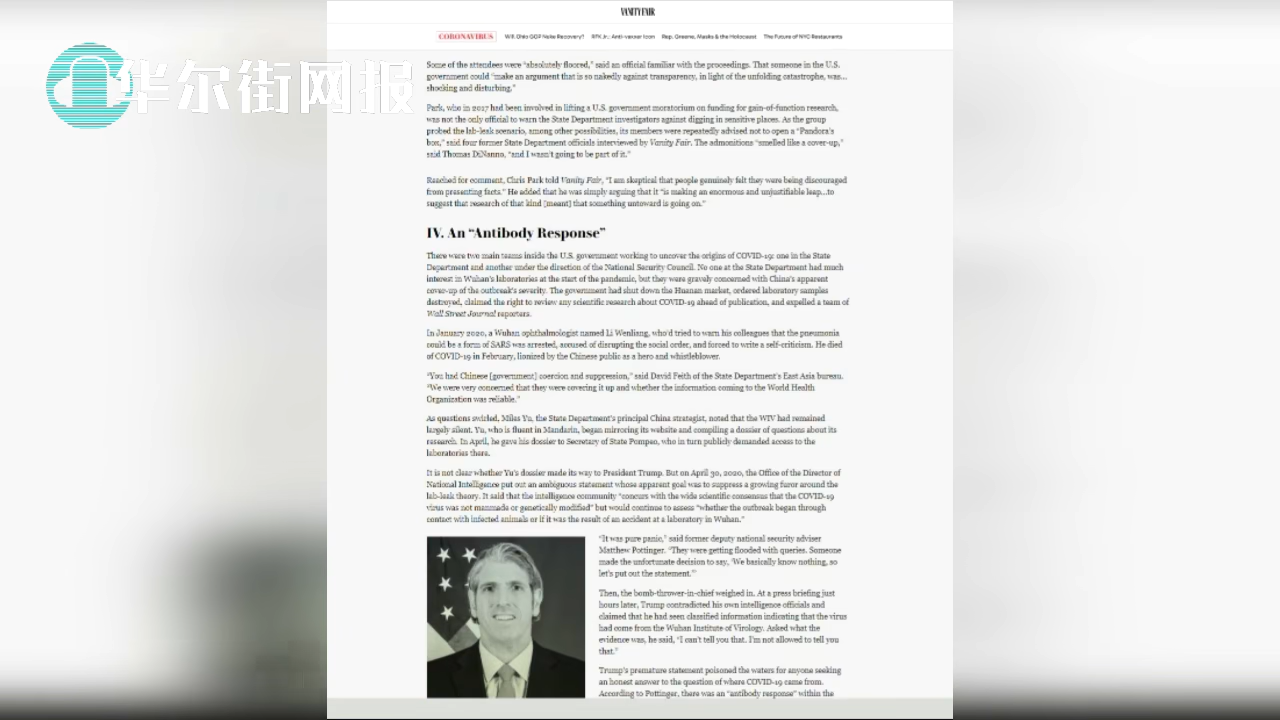 VANITY FAIR
CORONAVIRUS Will Ohio GOP Nuke Recovery? RFK Jr.: Anti-vaxxer Icon Rep. Greene, Masks & the Holocaust The Future of NYC Restaurants
华尔街网报
Some of the attendees were “absolutely floored,” said an official familiar with the proceedings. That someone in the U.S.
government could “make an argument that is so nakedly against transparency, in light of the unfolding catastrophe, was…
shocking and disturbing.”
Park, who in 2017 had been involved in lifting a U.S. government moratorium on funding for gain-of-function research,
was not the only official to warn the State Department investigators against digging in sensitive places. As the group
probed the lab-leak scenario, among other possibilities, its members were repeatedly advised not to open a “Pandora’s
box,” said four former State Department officials interviewed by Vanity Fair. The admonitions “smelled like a cover-up,”
said Thomas DiNanno, “and I wasn’t going to be part of it.”
Reached for comment, Chris Park told Vanity Fair, “I am skeptical that people genuinely felt they were being discouraged
from presenting facts.” He added that he was simply arguing that it “is making an enormous and unjustifiable leap…to
suggest that research of that kind [meant] that something untoward is going on.”
IV. An “Antibody Response”
There were two main teams inside the U.S. government working to uncover the origins of COVID-19: one in the State
Department and another under the direction of the National Security Council. No one at the State Department had much
interest in Wuhan’s laboratories at the start of the pandemic, but they were gravely concerned with China’s apparent
cover-up of the outbreak’s severity. The government had shut down the Huanan market, ordered laboratory samples
destroyed, claimed the right to review any scientific research about COVID-19 ahead of publication, and expelled a team of
Wall Street Journal reporters.
In January 2020, a Wuhan ophthalmologist named Li Wenliang, who’d tried to warn his colleagues that the pneumonia
could be a form of SARS was arrested, accused of disrupting the social order, and forced to write a self-criticism. He died
of COVID-19 in February, lionized by the Chinese public as a hero and whistleblower.
“You had Chinese [government] coercion and suppression,” said David Feith of the State Department’s East Asia bureau.
“We were very concerned that they were covering it up and whether the information coming to the World Health
Organization was reliable.”
As questions swirled, Miles Yu, the State Department’s principal China strategist, noted that the WIV had remained
largely silent. Yu, who is fluent in Mandarin, began mirroring its website and compiling a dossier of questions about its
research. In April, he gave his dossier to Secretary of State Pompeo, who in turn publicly demanded access to the
laboratories there.
It is not clear whether Yu’s dossier made its way to President Trump. But on April 30, 2020, the Office of the Director of
National Intelligence put out an ambiguous statement whose apparent goal was to suppress a growing furor around the
lab-leak theory. It said that the intelligence community “concurs with the wide scientific consensus that the COVID-19
virus was not manmade or genetically modified” but would continue to assess “whether the outbreak began through
contact with infected animals or if it was the result of an accident at a laboratory in Wuhan.”
“It was pure panic,” said former deputy national security adviser
Matthew Pottinger. “They were getting flooded with queries. Someone
made the unfortunate decision to say, ‘We basically know nothing, so
let’s put out the statement.’”
Then, the bomb-thrower-in-chief weighed in. At a press briefing just
hours later, Trump contradicted his own intelligence officials and
claimed that he had seen classified information indicating that the virus
had come from the Wuhan Institute of Virology. Asked what the
evidence was, he said, “I can’t tell you that. I’m not allowed to tell you
that.”
Trump’s premature statement poisoned the waters for anyone seeking
an honest answer to the question of where COVID-19 came from.
According to Pottinger, there was an “antibody response” within the